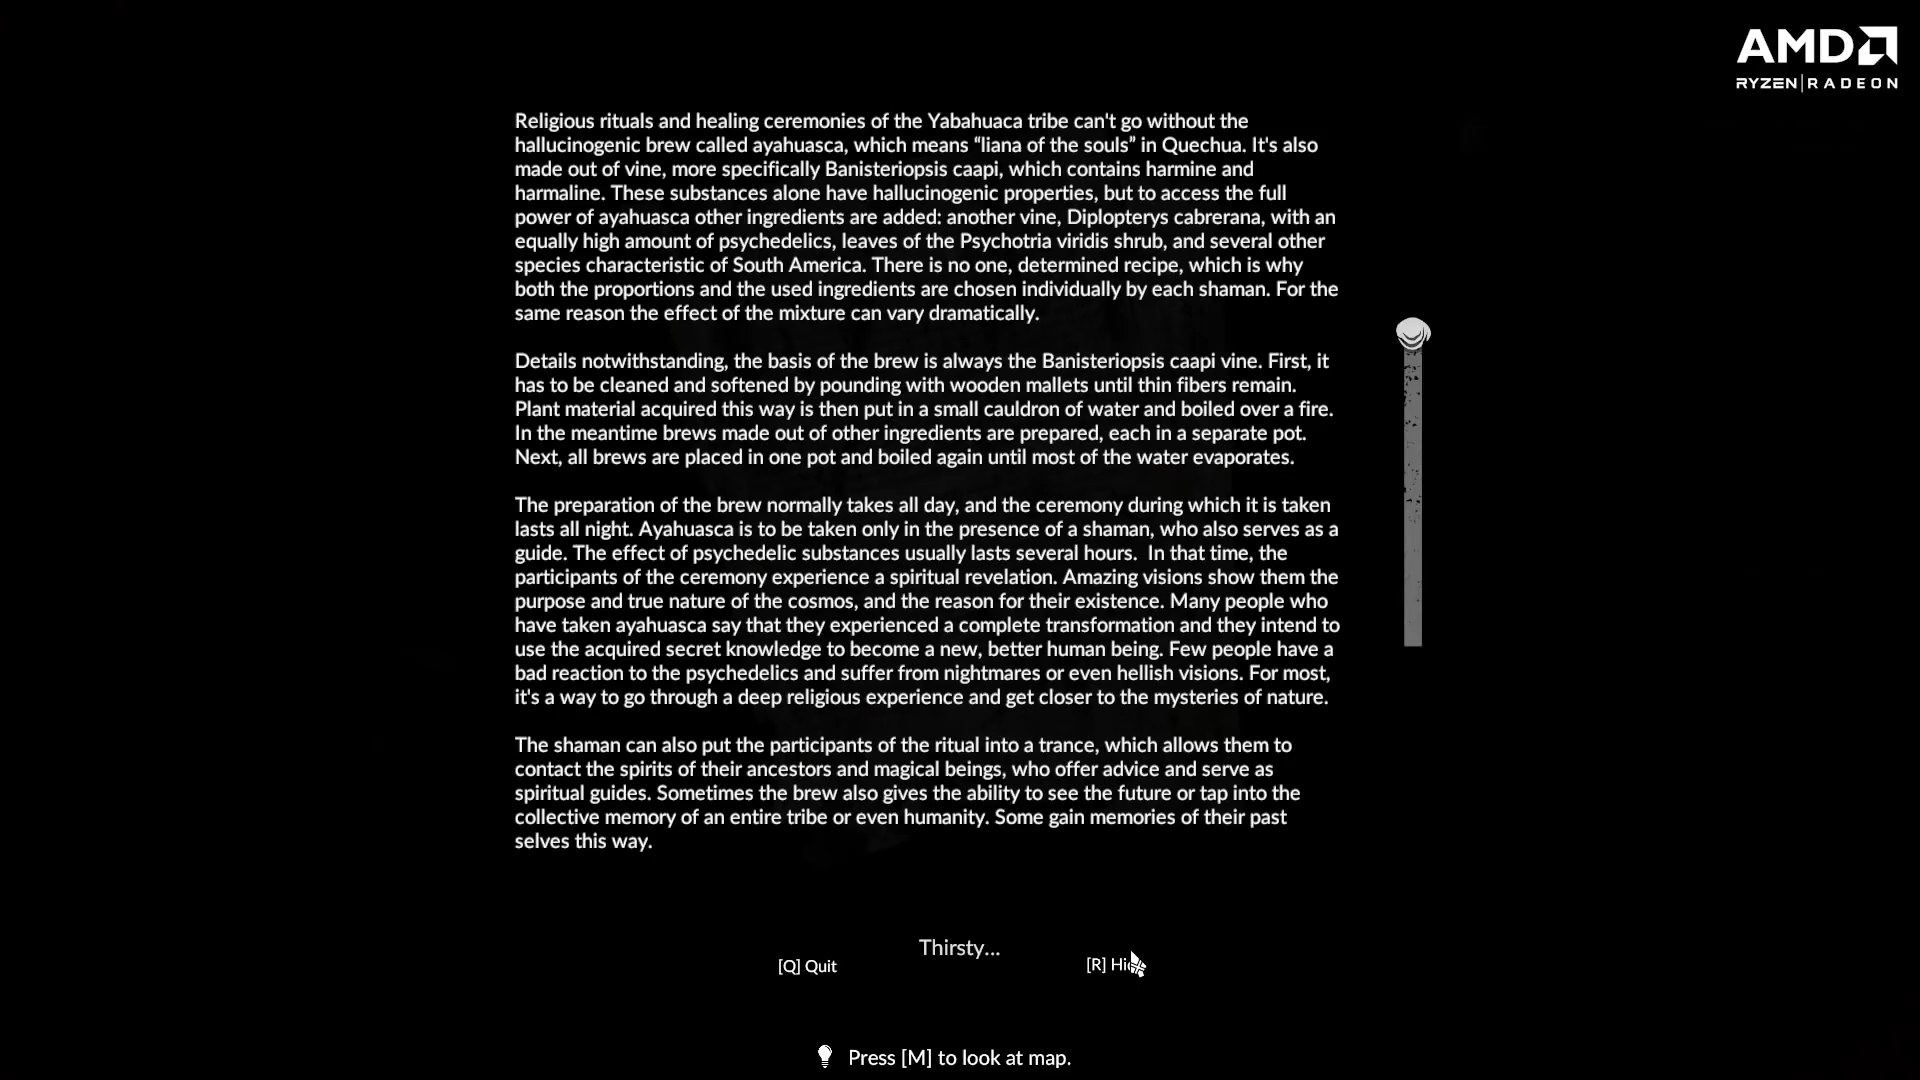 AMD
RYZEN|RADEON
Religious rituals and healing ceremonies of the Yabahuaca tribe can't go without the
hallucinogenic brew called ayahuasca, which means “liana of the souls” in Quechua. It's also
made out of vine, more specifically Banisteriopsis caapi, which contains harmine and
harmaline. These substances alone have hallucinogenic properties, but to access the full
power of ayahuasca other ingredients are added: another vine, Diplopterys cabrerana, with an
equally high amount of psychedelics, leaves of the Psychotria viridis shrub, and several other
species characteristic of South America. There is no one, determined recipe, which is why
both the proportions and the used ingredients are chosen individually by each shaman. For the
same reason the effect of the mixture can vary dramatically.
Details notwithstanding, the basis of the brew is always the Banisteriopsis caapi vine. First, it
has to be cleaned and softened by pounding with wooden mallets until thin fibers remain.
Plant material acquired this way is then put in a small cauldron of water and boiled over a fire.
In the meantime brews made out of other ingredients are prepared, each in a separate pot.
Next, all brews are placed in one pot and boiled again until most of the water evaporates.
The preparation of the brew normally takes all day, and the ceremony during which it is taken
lasts all night. Ayahuasca is to be taken only in the presence of a shaman, who also serves as a
guide. The effect of psychedelic substances usually lasts several hours.  In that time, the
participants of the ceremony experience a spiritual revelation. Amazing visions show them the
purpose and true nature of the cosmos, and the reason for their existence. Many people who
have taken ayahuasca say that they experienced a complete transformation and they intend to
use the acquired secret knowledge to become a new, better human being. Few people have a
bad reaction to the psychedelics and suffer from nightmares or even hellish visions. For most,
it's a way to go through a deep religious experience and get closer to the mysteries of nature.
The shaman can also put the participants of the ritual into a trance, which allows them to
contact the spirits of their ancestors and magical beings, who offer advice and serve as
spiritual guides. Sometimes the brew also gives the ability to see the future or tap into the
collective memory of an entire tribe or even humanity. Some gain memories of their past
selves this way.
Thirsty...
[Q] Quit
[R]
Press [M] to look at map.